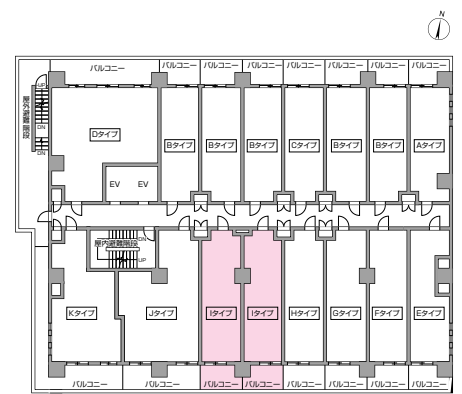 N
バルコニー
バルコニー
バルコニー
バルコニー
バルコニー
バルコニー
バルコニー
バルコニー
UP
屋外避難階段
DN
DN
Dタイプ
Bタイプ
Bタイプ
Bタイプ
Cタイプ
Bタイプ
Bタイプ
Aタイプ
EV
EV
屋内避難階段
DN
UP
Kタイプ
Jタイプ
Iタイプ
Iタイプ
Hタイプ
Gタイプ
Fタイプ
Eタイプ
バルコニー
バルコニー
バルコニー
バルコニー
バルコニー
バルコニー
バルコニー
バルコニー